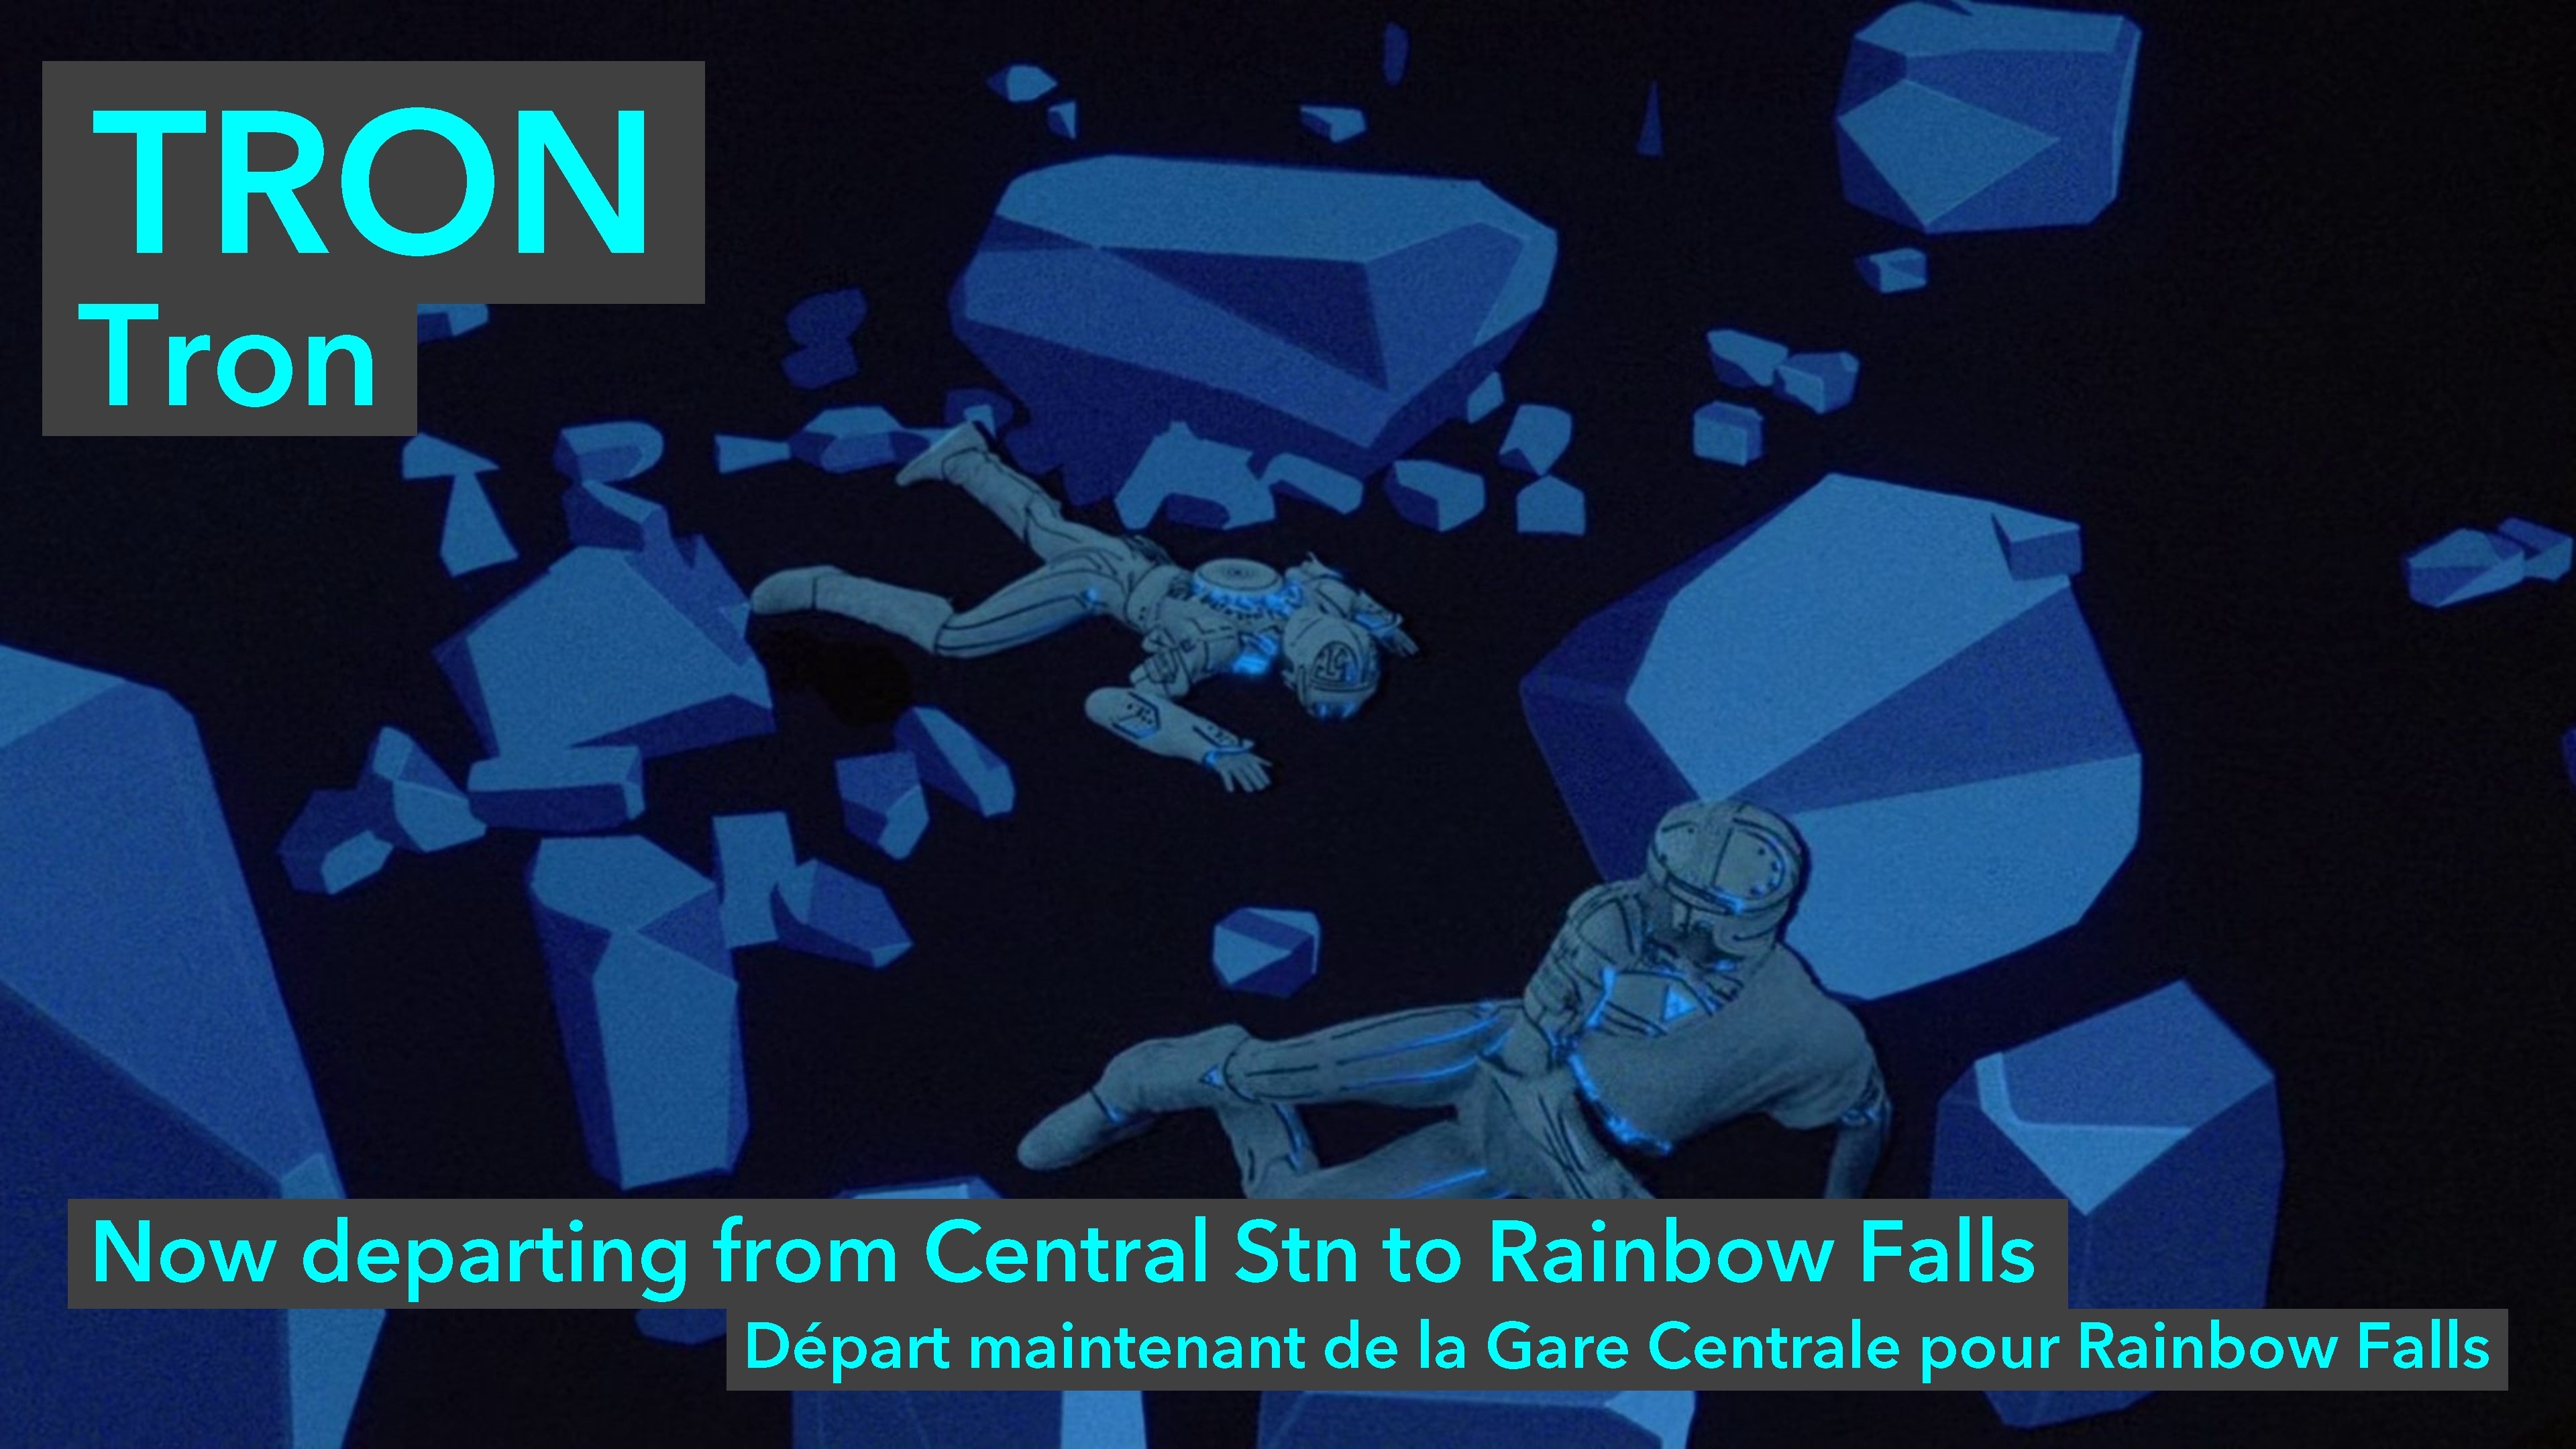 TRON
Tron
Now departing from Central Stn to Rainbow Falls
Départ maintenant de la Gare Centrale pour Rainbow Falls